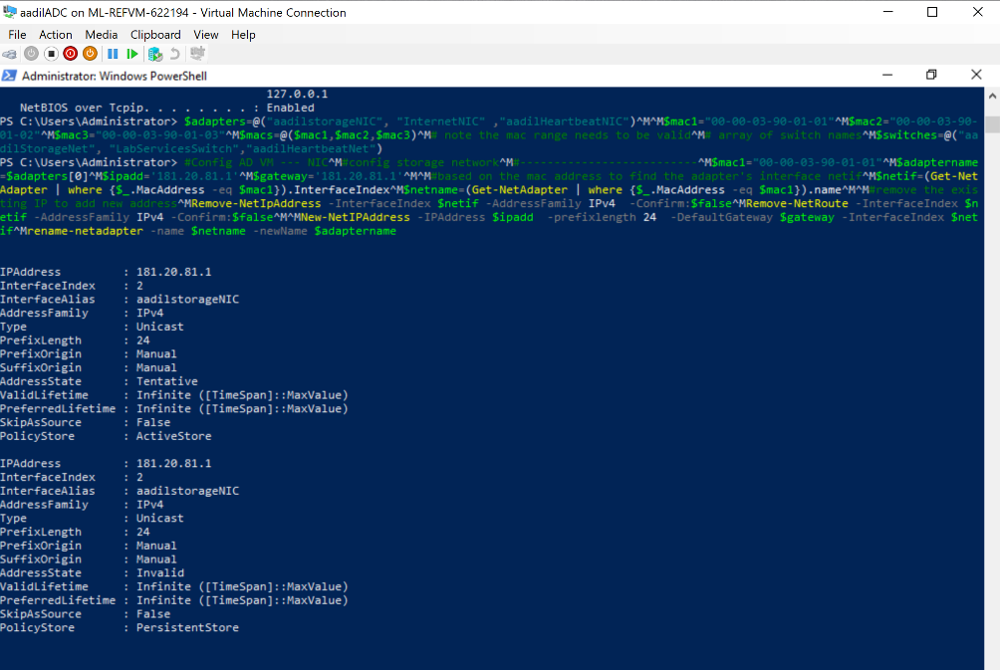 aadilADC on ML-REFVM-622194 - Virtual Machine Connection
File Action Media Clipboard View Help
Administrator: Windows PowerShell
127.0.0.1
NetBIOS over Tcpip. . . . . . . . : Enabled
PS C:\Users\Administrator> $adapters=@("aadilstorageNIC", "InternetNIC" ,"aadilHeartbeatNIC")^M^M$mac1="00-00-03-90-01-01"^M$mac2="00-00-03-90-
01-02"^M$mac3="00-00-03-90-01-03"^M$macs=@($mac1,$mac2,$mac3)^M# note the mac range needs to be valid^M# array of switch names^M$switches=@("aa
dilStorageNet", "LabServicesSwitch","aadilHeartbeatNet")
PS C:\Users\Administrator> #Config AD VM --- NIC^M#config storage network^M#--------------------------^M$mac1="00-00-03-90-01-01"^M$adaptername
=$adapters[0]^M$ipadd='181.20.81.1'^M$gateway='181.20.81.1'^M^M#based on the mac address to find the adapter's interface netif^M$netif=(Get-Net
Adapter | where {$_.MacAddress -eq $mac1}).InterfaceIndex^M$netname=(Get-NetAdapter | where {$_.MacAddress -eq $mac1}).name^M^M#remove the exis
ting IP to add new address^MRemove-NetIpAddress -InterfaceIndex $netif -AddressFamily IPv4  -Confirm:$false^MRemove-NetRoute -InterfaceIndex $n
etif -AddressFamily IPv4 -Confirm:$false^M^MNew-NetIPAddress -IPAddress $ipadd  -prefixlength 24  -DefaultGateway $gateway -InterfaceIndex $net
if^Mrename-netadapter -name $netname -newName $adaptername
IPAddress         : 181.20.81.1
InterfaceIndex    : 2
InterfaceAlias    : aadilstorageNIC
AddressFamily     : IPv4
Type              : Unicast
PrefixLength      : 24
PrefixOrigin      : Manual
SuffixOrigin      : Manual
AddressState      : Tentative
ValidLifetime     : Infinite ([TimeSpan]::MaxValue)
PreferredLifetime : Infinite ([TimeSpan]::MaxValue)
SkipAsSource      : False
PolicyStore       : ActiveStore
IPAddress         : 181.20.81.1
InterfaceIndex    : 2
InterfaceAlias    : aadilstorageNIC
AddressFamily     : IPv4
Type              : Unicast
PrefixLength      : 24
PrefixOrigin      : Manual
SuffixOrigin      : Manual
AddressState      : Invalid
ValidLifetime     : Infinite ([TimeSpan]::MaxValue)
PreferredLifetime : Infinite ([TimeSpan]::MaxValue)
SkipAsSource      : False
PolicyStore       : PersistentStore